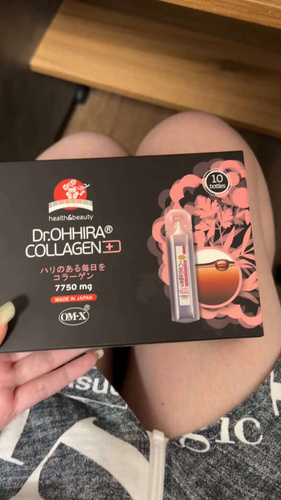 health&beauty
10
bottles
Dr.OHHIRA®
COLLAGEN+
ハリのある毎日を
コラーゲン
7750 mg
MADE IN JAPAN
OM-X®
COLLAGEN